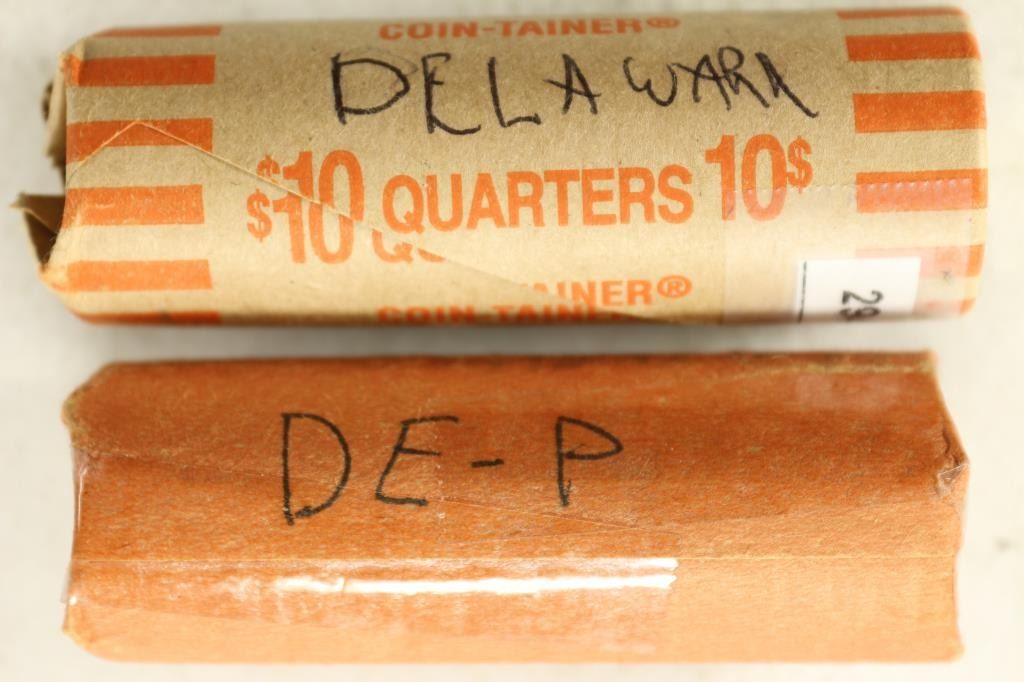 COIN-TAINER®
DELAWARA
$10 QUARTERS 10$
$10
COIN-TAINER®
DE-P